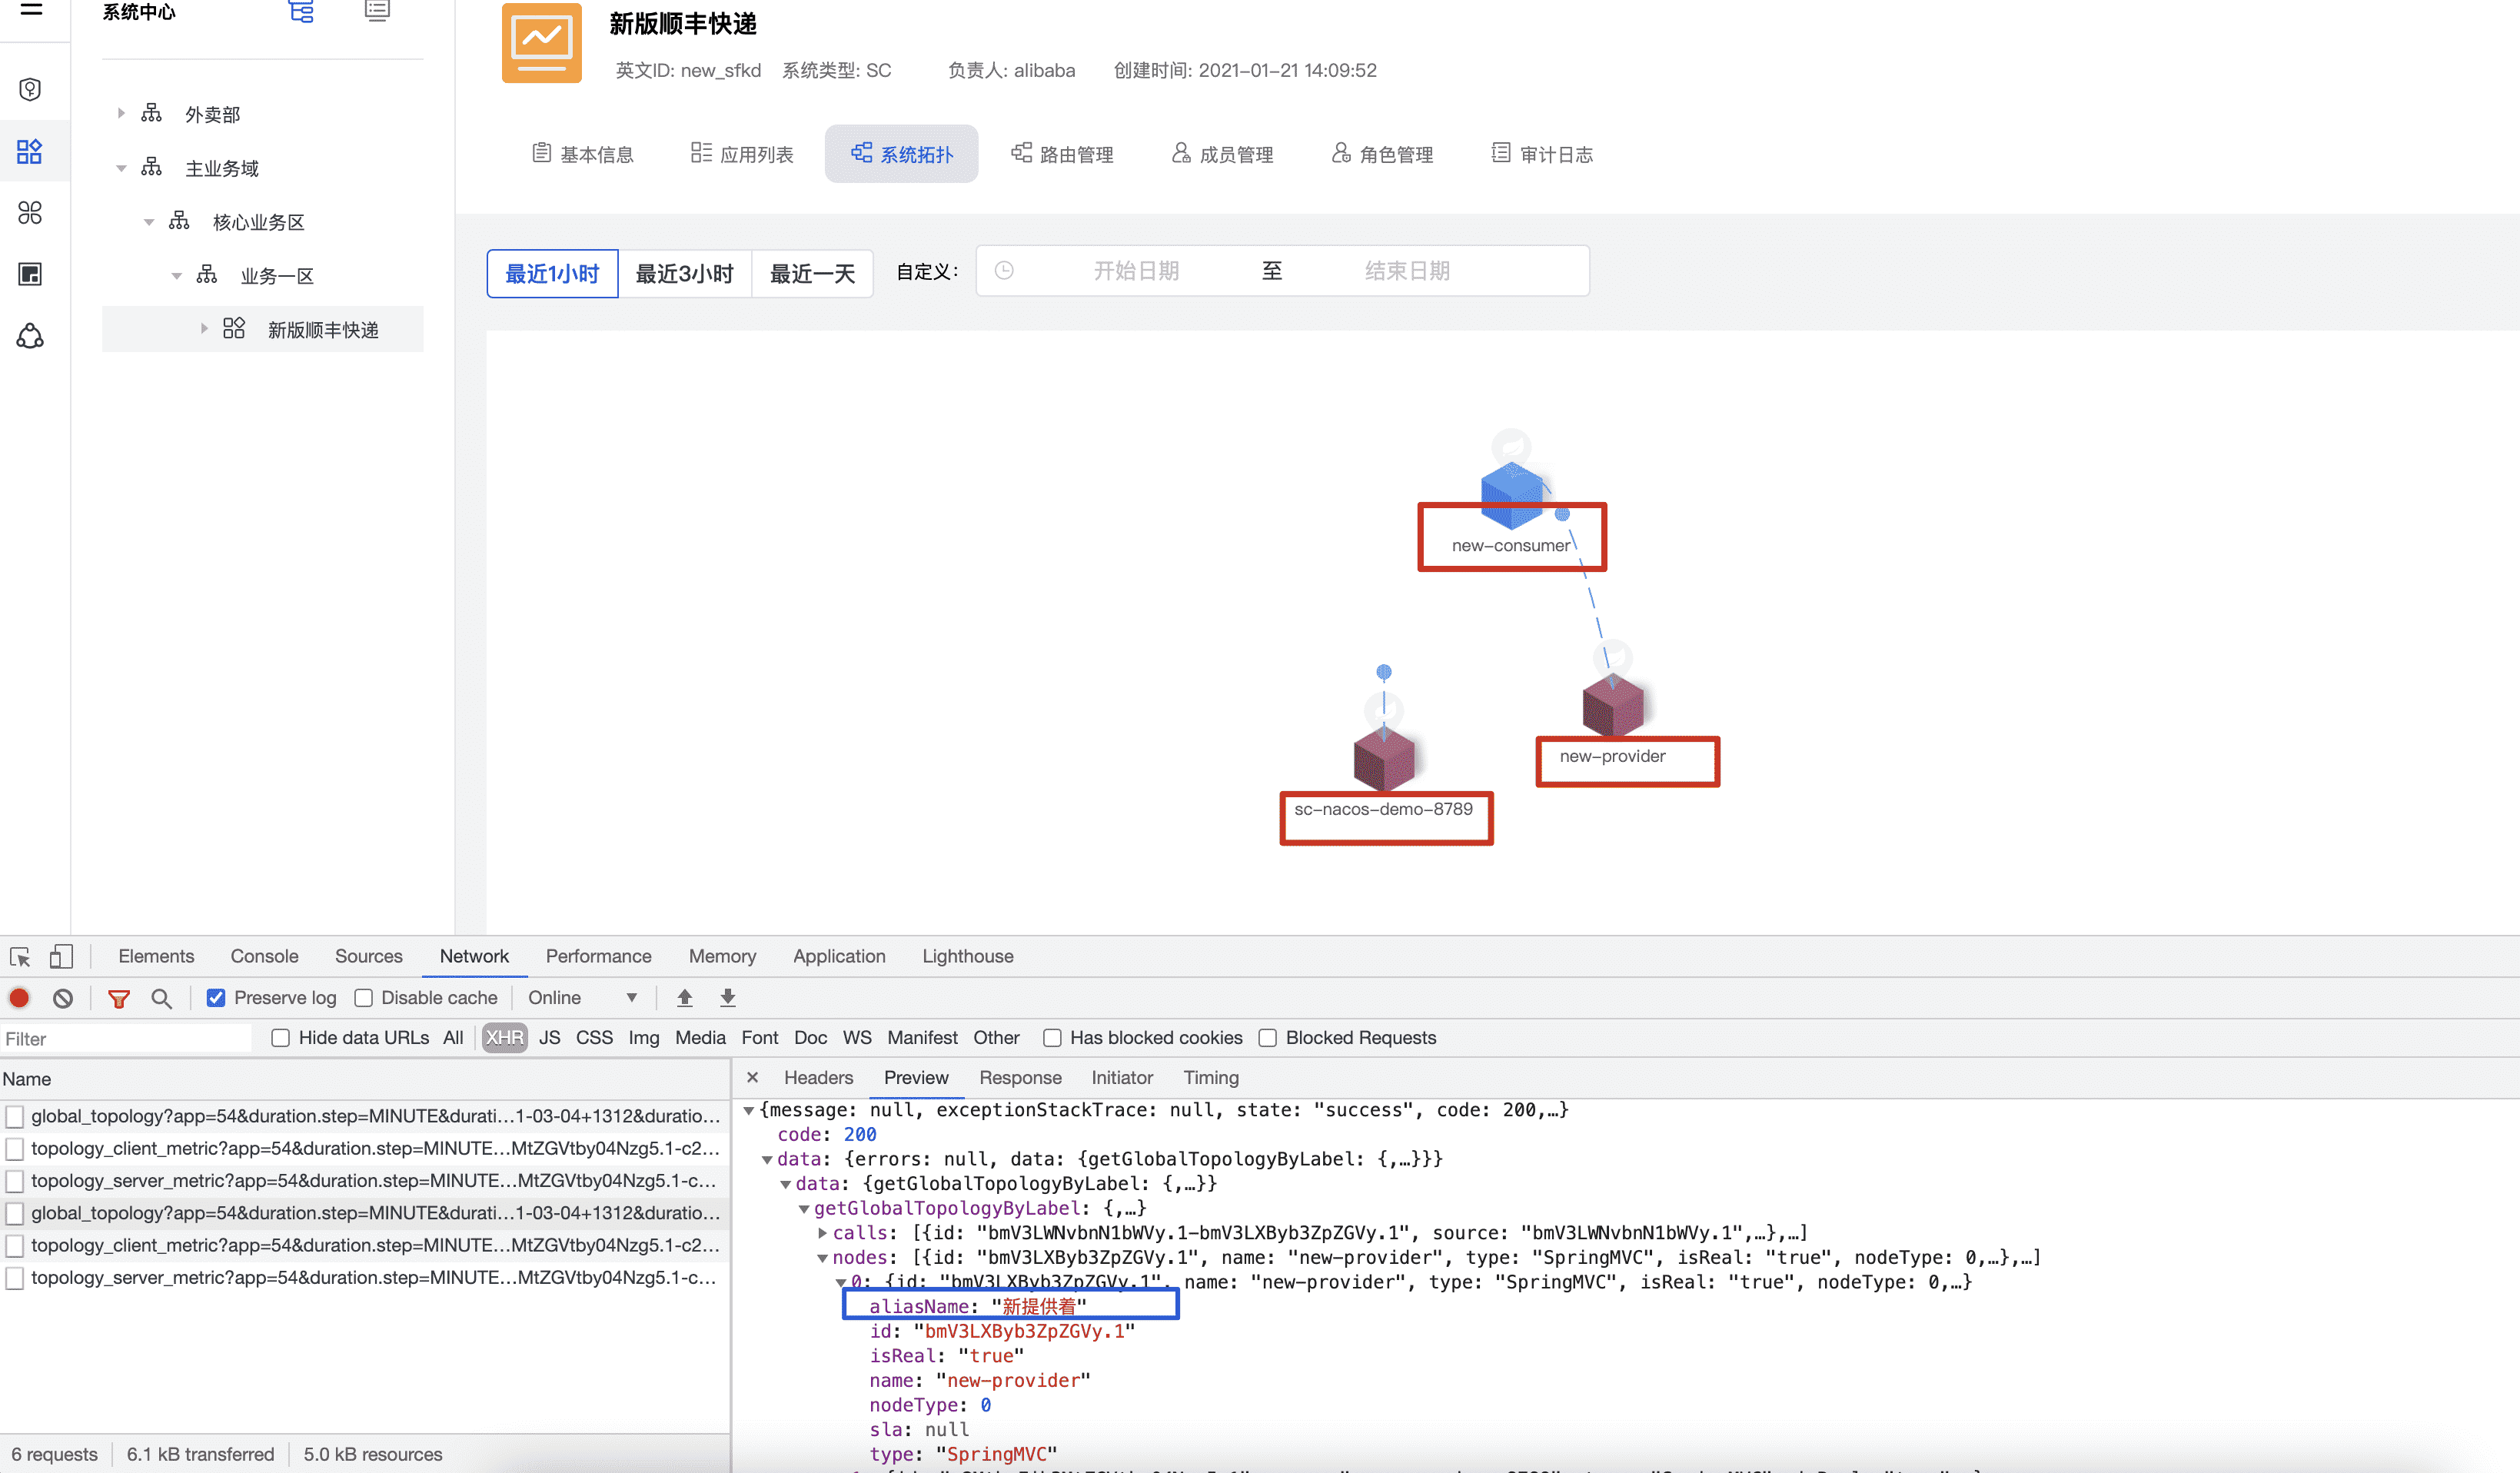 系统中心
外卖部
主业务域
核心业务区
业务一区
新版顺丰快递
新版顺丰快递
英文ID: new_sfkd 系统类型: SC 负责人: alibaba 创建时间: 2021-01-21 14:09:52
基本信息 应用列表 系统拓扑 路由管理 成员管理 角色管理 审计日志
最近1小时 最近3小时 最近一天 自定义: 开始日期 至 结束日期
new-consumer
new-provider
sc-nacos-demo-8789
Elements Console Sources Network Performance Memory Application Lighthouse
Preserve log Disable cache Online
Filter Hide data URLs All XHR JS CSS Img Media Font Doc WS Manifest Other Has blocked cookies Blocked Requests
Name
global_topology?app=54&duration.step=MINUTE&durati…1-03-04+1312&duratio…
topology_client_metric?app=54&duration.step=MINUTE…MtZGVtby04Nzg5.1-c2…
topology_server_metric?app=54&duration.step=MINUTE…MtZGVtby04Nzg5.1-c…
global_topology?app=54&duration.step=MINUTE&durati…1-03-04+1312&duratio…
topology_client_metric?app=54&duration.step=MINUTE…MtZGVtby04Nzg5.1-c2…
topology_server_metric?app=54&duration.step=MINUTE…MtZGVtby04Nzg5.1-c…
6 requests 6.1 kB transferred 5.0 kB resources
× Headers Preview Response Initiator Timing
{message: null, exceptionStackTrace: null, state: "success", code: 200,…}
code: 200
data: {errors: null, data: {getGlobalTopologyByLabel: {,…}}}
data: {getGlobalTopologyByLabel: {,…}}
getGlobalTopologyByLabel: {,…}
calls: [{id: "bmV3LWNvbnN1bWVy.1-bmV3LXByb3ZpZGVy.1", source: "bmV3LWNvbnN1bWVy.1",…},…]
nodes: [{id: "bmV3LXByb3ZpZGVy.1", name: "new-provider", type: "SpringMVC", isReal: "true", nodeType: 0,…},…]
0: {id: "bmV3LXByb3ZpZGVy.1", name: "new-provider", type: "SpringMVC", isReal: "true", nodeType: 0,…}
aliasName: "新提供着"
id: "bmV3LXByb3ZpZGVy.1"
isReal: "true"
name: "new-provider"
nodeType: 0
sla: null
type: "SpringMVC"